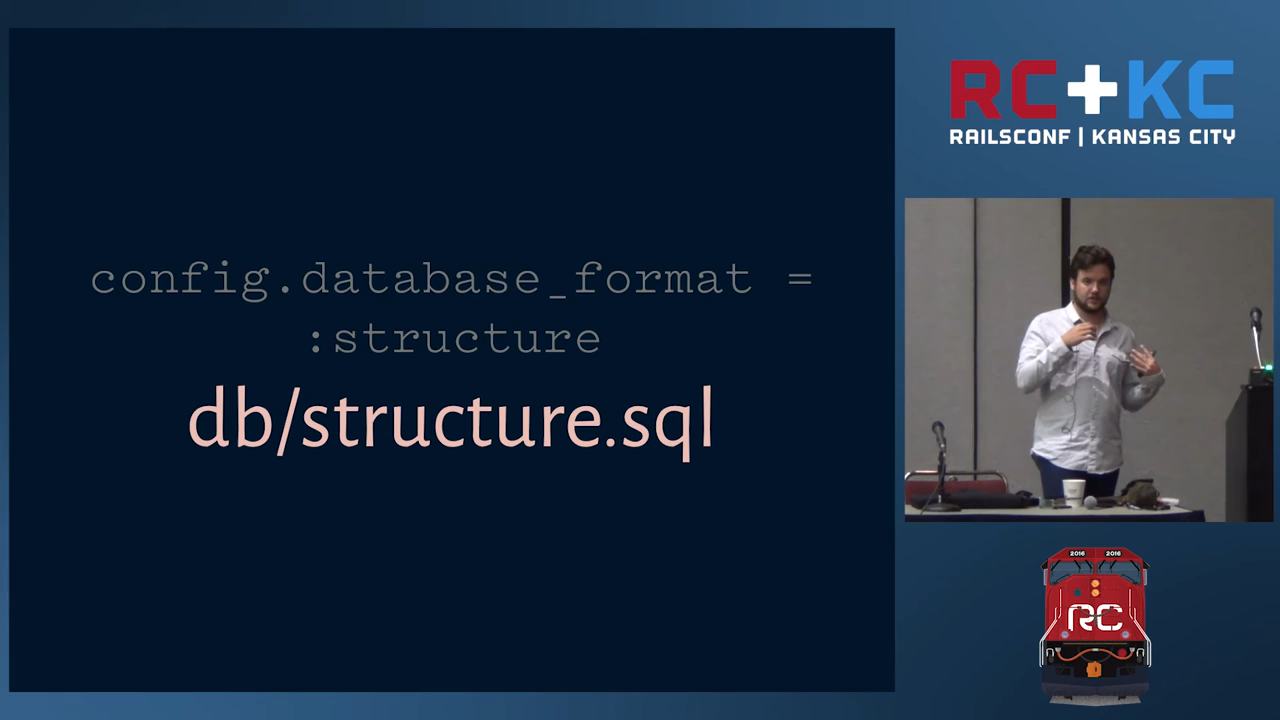 config.database_format =
:structure
db/structure.sql
RC+KC
RAILSCONF | KANSAS CITY
2016 2016
RC